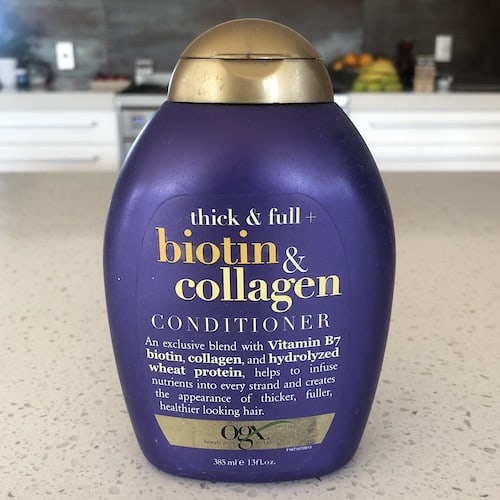 thick & full +
biotin &
collagen
CONDITIONER
An exclusive blend with Vitamin B7
biotin, collagen, and hydrolyzed
wheat protein, helps to infuse
nutrients into every strand and creates
the appearance of thicker, fuller,
healthier looking hair.
ogx
385 ml e 13fl.oz.